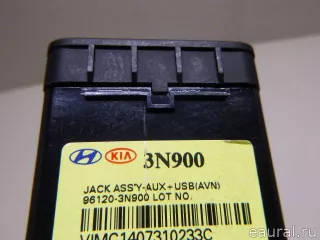 KIA 3N900
JACK ASS'Y-AUX+USB(AVN)
96120-3N900 LOT NO.
VIMC1407310233C
© eaural.ru